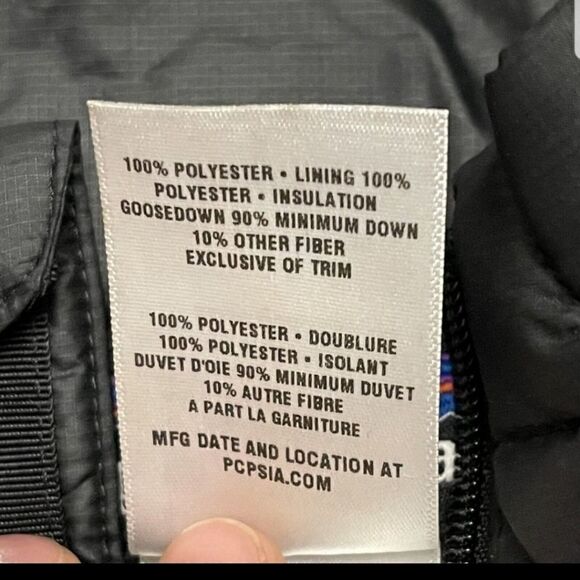 100% POLYESTER • LINING 100%
POLYESTER • INSULATION
GOOSEDOWN 90% MINIMUM DOWN
10% OTHER FIBER
EXCLUSIVE OF TRIM
100% POLYESTER • DOUBLURE
100% POLYESTER • ISOLANT
DUVET D'OIE 90% MINIMUM DUVET
10% AUTRE FIBRE
A PART LA GARNITURE
MFG DATE AND LOCATION AT
PCPSIA.COM
a